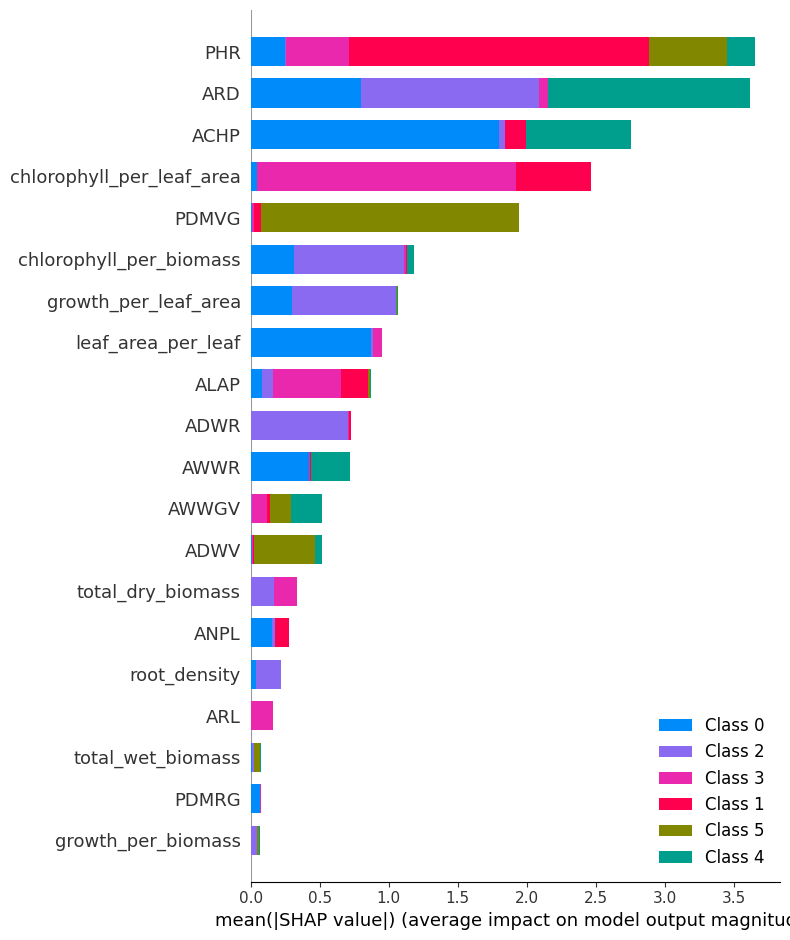 PHR
ARD
ACHP
chlorophyll_per_leaf_area
PDMVG
chlorophyll_per_biomass
growth_per_leaf_area
leaf_area_per_leaf
ALAP
ADWR
AWWR
AWWGV
ADWV
total_dry_biomass
ANPL
root_density
ARL
total_wet_biomass
PDMRG
growth_per_biomass
Class 0
Class 2
Class 3
Class 1
Class 5
Class 4
0.0 0.5 1.0 1.5 2.0 2.5 3.0 3.5
mean(|SHAP value|) (average impact on model output magnitud